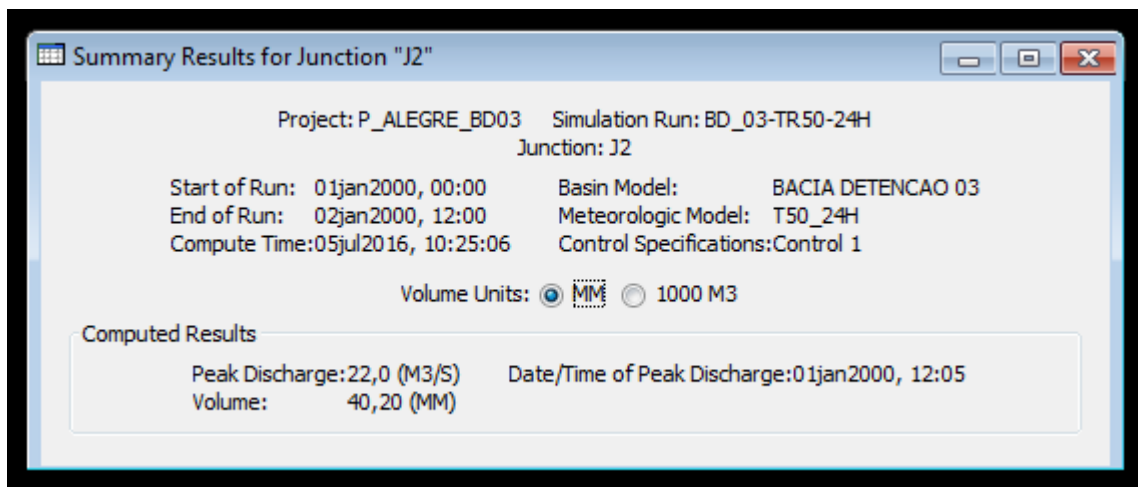 Summary Results for Junction "J2"
Project: P_ALEGRE_BD03 Simulation Run: BD_03-TR50-24H
Junction: J2
Start of Run: 01jan2000, 00:00 Basin Model: BACIA DETENCAO 03
End of Run: 02jan2000, 12:00 Meteorologic Model: T50_24H
Compute Time:05jul2016, 10:25:06 Control Specifications:Control 1
Volume Units: MM 1000 M3
Computed Results
Peak Discharge:22,0 (M3/S) Date/Time of Peak Discharge:01jan2000, 12:05
Volume: 40,20 (MM)